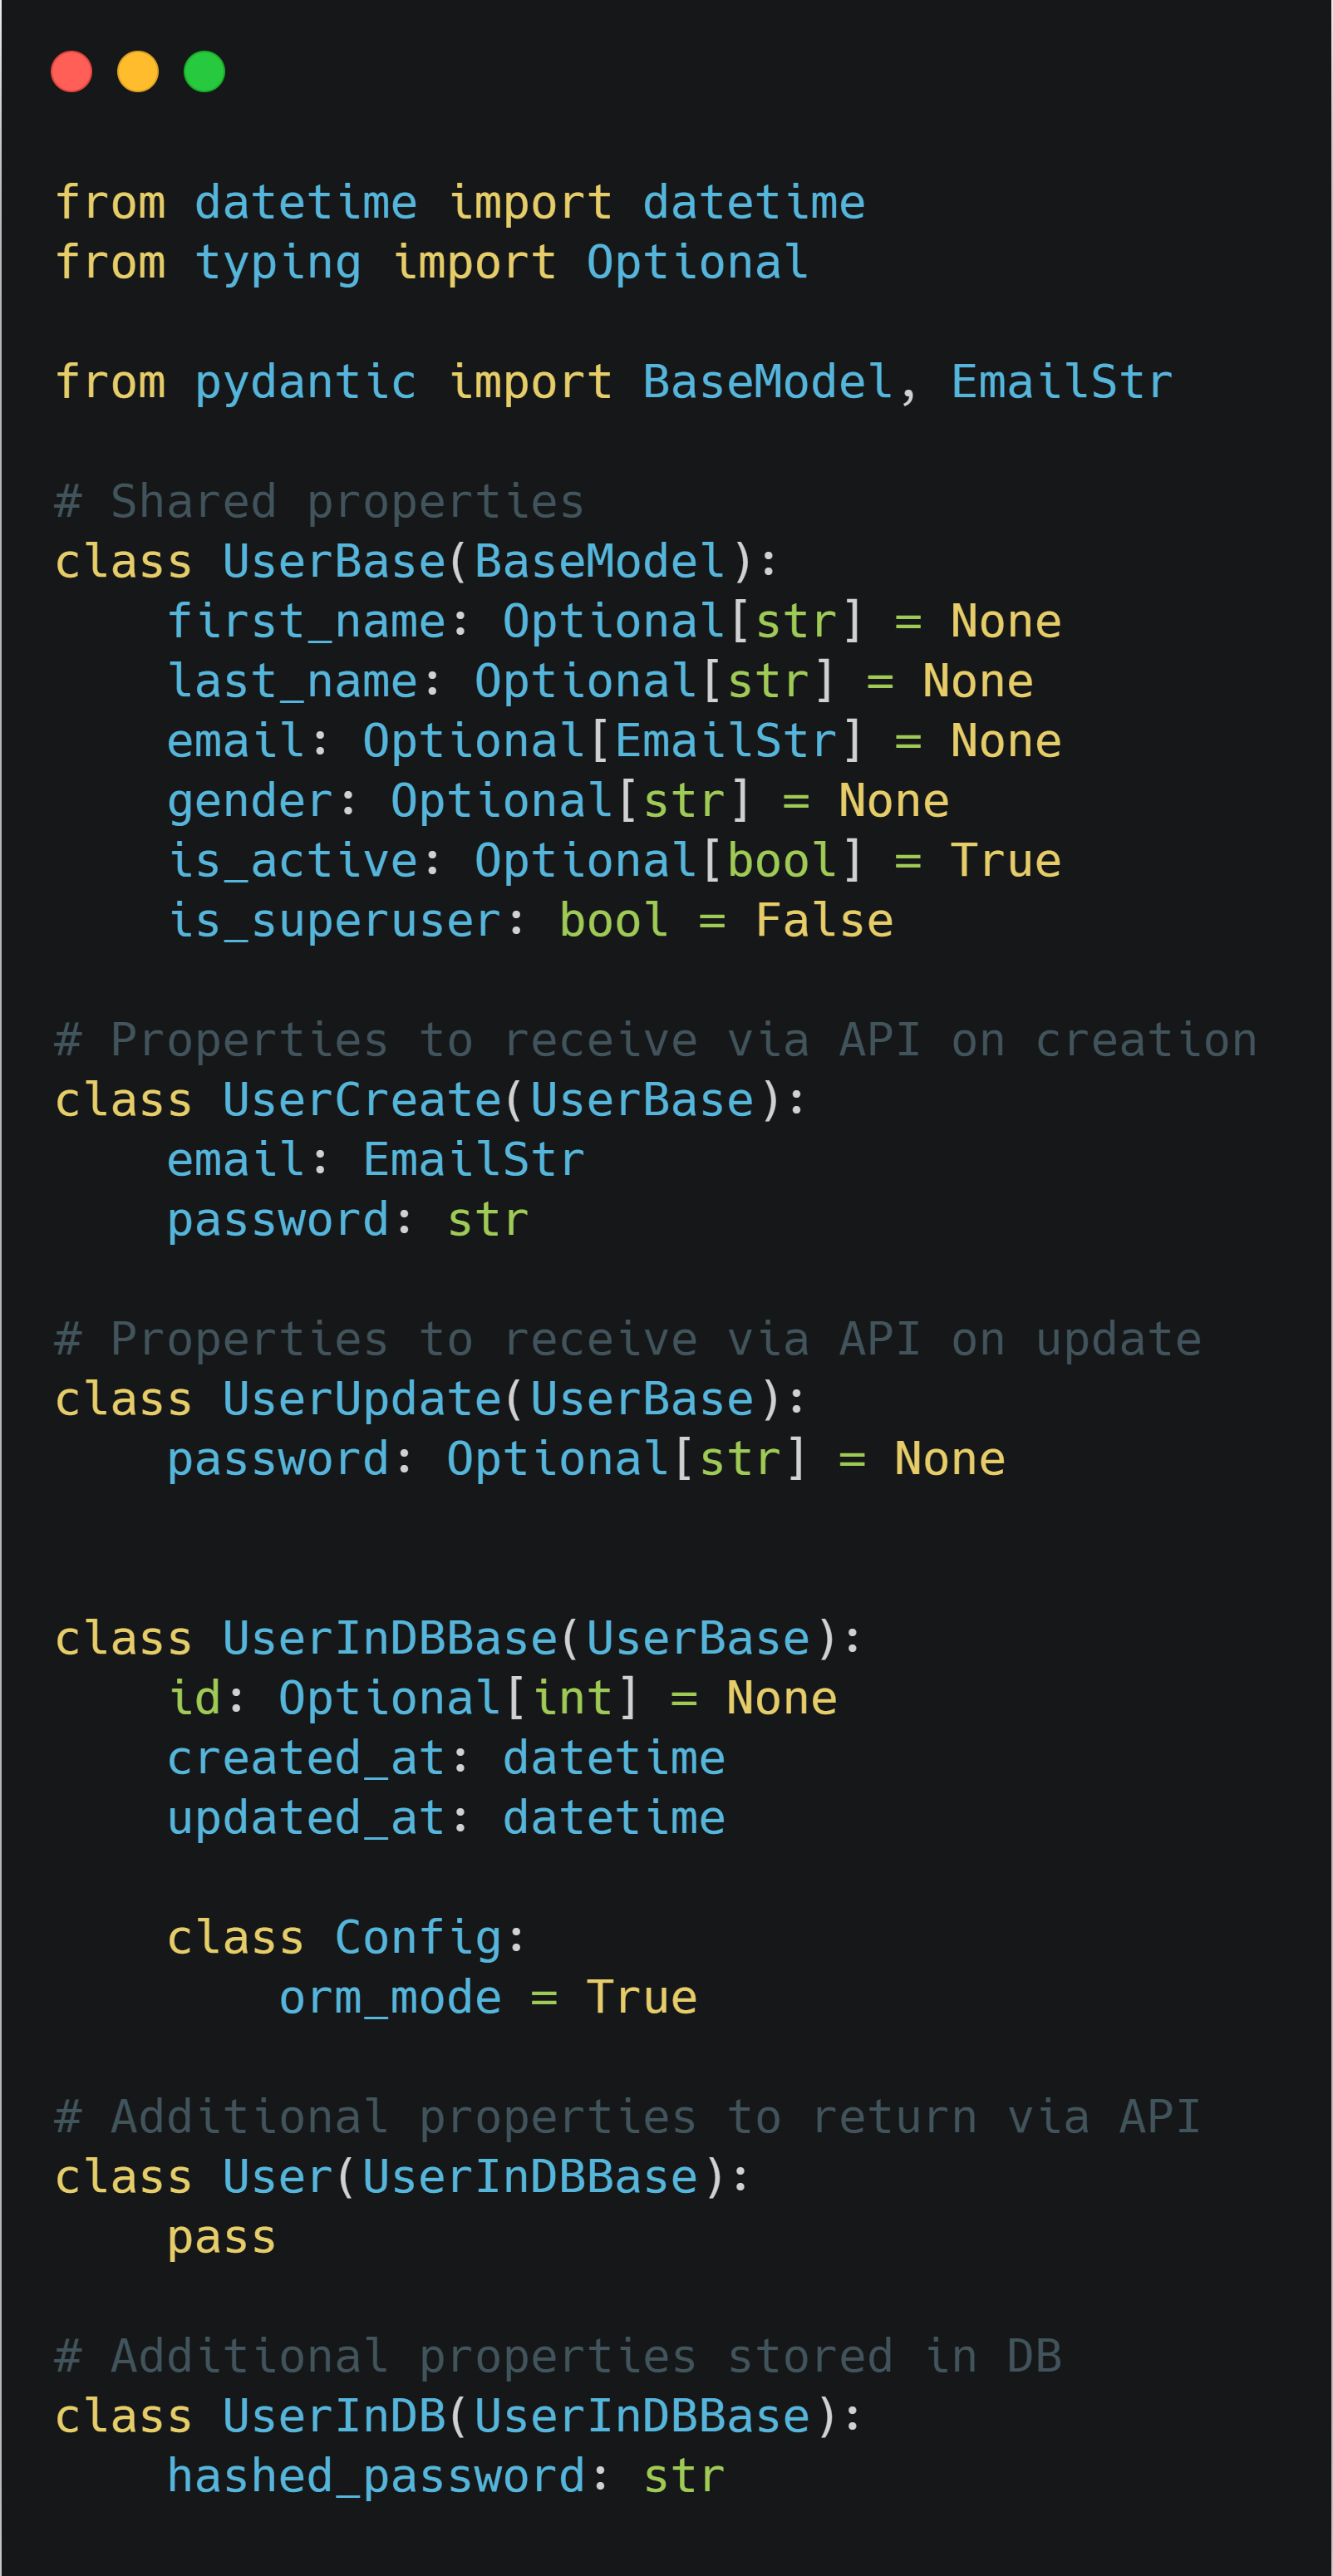 from datetime import datetime
from typing import Optional

from pydantic import BaseModel, EmailStr

# Shared properties
class UserBase(BaseModel):
    first_name: Optional[str] = None
    last_name: Optional[str] = None
    email: Optional[EmailStr] = None
    gender: Optional[str] = None
    is_active: Optional[bool] = True
    is_superuser: bool = False

# Properties to receive via API on creation
class UserCreate(UserBase):
    email: EmailStr
    password: str

# Properties to receive via API on update
class UserUpdate(UserBase):
    password: Optional[str] = None


class UserInDBBase(UserBase):
    id: Optional[int] = None
    created_at: datetime
    updated_at: datetime

    class Config:
        orm_mode = True

# Additional properties to return via API
class User(UserInDBBase):
    pass

# Additional properties stored in DB
class UserInDB(UserInDBBase):
    hashed_password: str